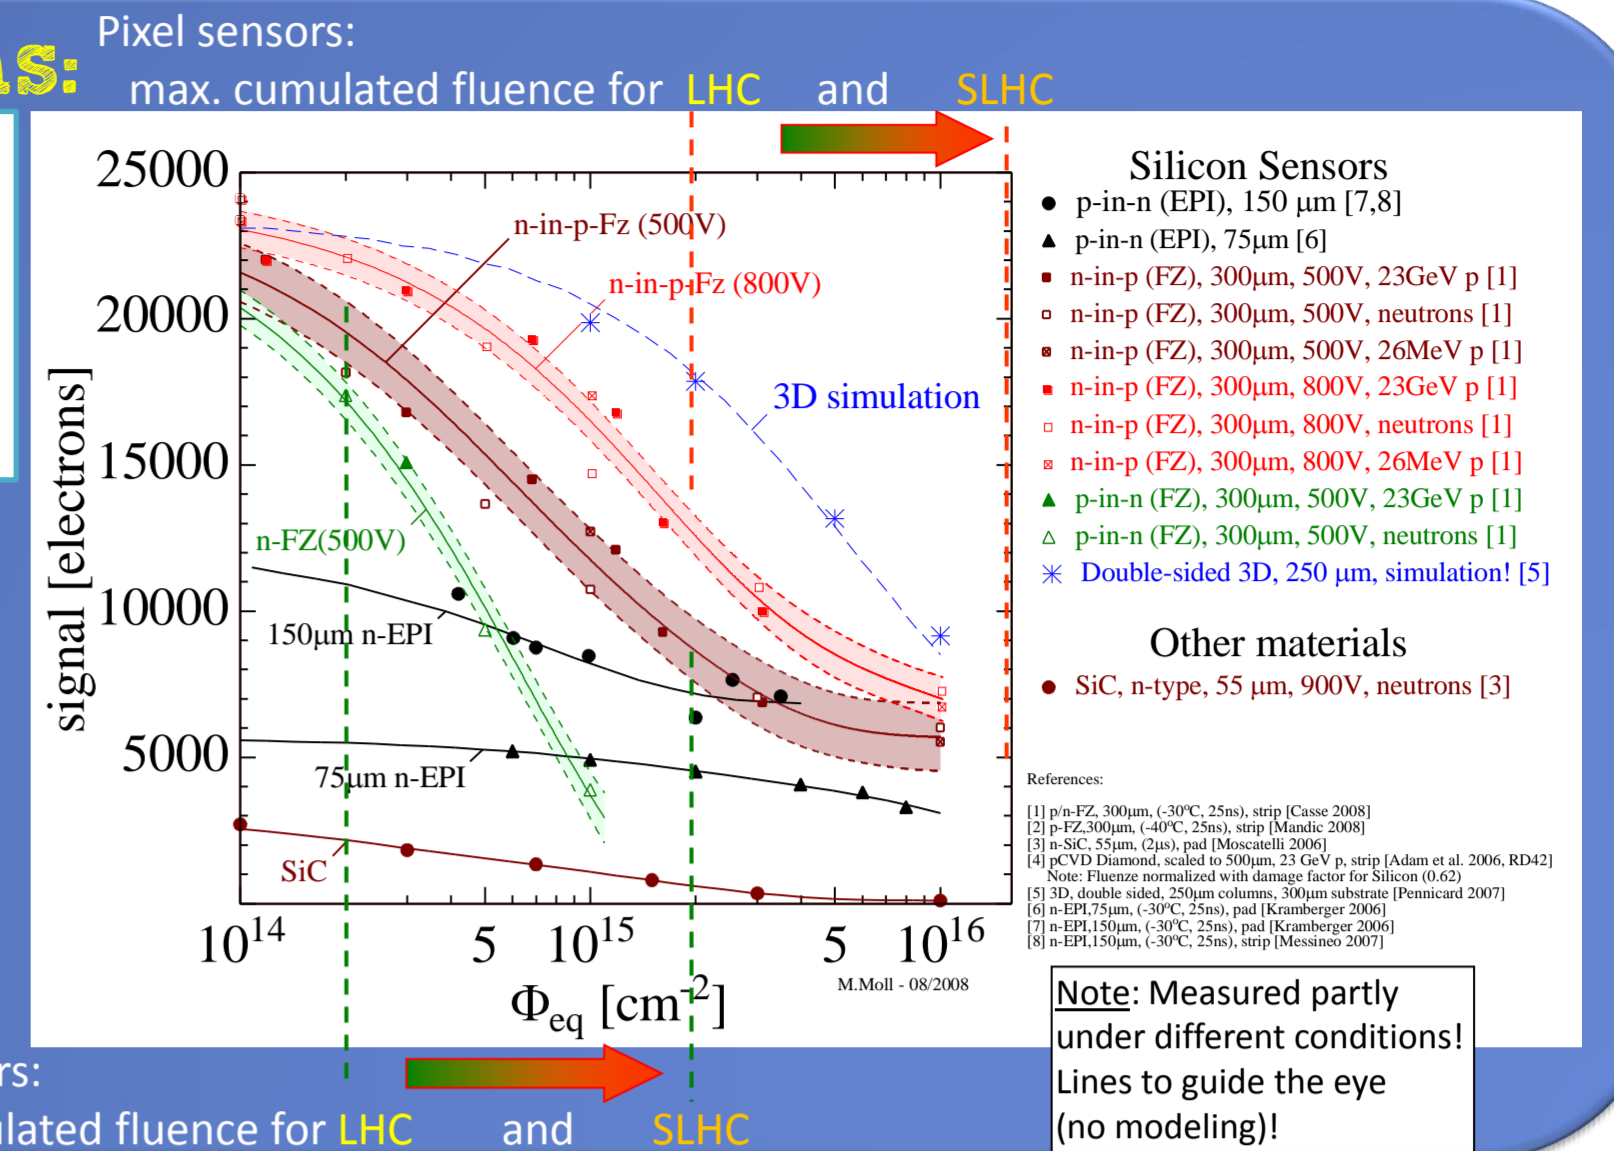 Pixel sensors:
max. cumulated fluence for LHC and SLHC
25000
20000
15000
10000
5000
signal [electrons]
n-in-p-Fz (500V)
n-in-p-Fz (800V)
3D simulation
n-FZ(500V)
150μm n-EPI
75μm n-EPI
SiC
10¹⁴ 5 10¹⁵ 5 10¹⁶
Φeq [cm⁻²]
M.Moll - 08/2008
Silicon Sensors
p-in-n (EPI), 150 μm [7,8]
p-in-n (EPI), 75μm [6]
n-in-p (FZ), 300μm, 500V, 23GeV p [1]
n-in-p (FZ), 300μm, 500V, neutrons [1]
n-in-p (FZ), 300μm, 500V, 26MeV p [1]
n-in-p (FZ), 300μm, 800V, 23GeV p [1]
n-in-p (FZ), 300μm, 800V, neutrons [1]
n-in-p (FZ), 300μm, 800V, 26MeV p [1]
p-in-n (FZ), 300μm, 500V, 23GeV p [1]
p-in-n (FZ), 300μm, 500V, neutrons [1]
Double-sided 3D, 250 μm, simulation! [5]
Other materials
SiC, n-type, 55 μm, 900V, neutrons [3]
References:
[1] p/n-FZ, 300μm, (-30°C, 25ns), strip [Casse 2008]
[2] p-FZ,300μm, (-40°C, 25ns), strip [Mandic 2008]
[3] n-SiC, 55μm, (2μs), pad [Moscatelli 2006]
[4] pCVD Diamond, scaled to 500μm, 23 GeV p, strip [Adam et al. 2006, RD42]
Note: Fluenze normalized with damage factor for Silicon (0.62)
[5] 3D, double sided, 250μm columns, 300μm substrate [Pennicard 2007]
[6] n-EPI,75μm, (-30°C, 25ns), pad [Kramberger 2006]
[7] n-EPI,150μm, (-30°C, 25ns), pad [Kramberger 2006]
[8] n-EPI,150μm, (-30°C, 25ns), strip [Messineo 2007]
Note: Measured partly
under different conditions!
Lines to guide the eye
(no modeling)!
rs:
ulated fluence for LHC and SLHC